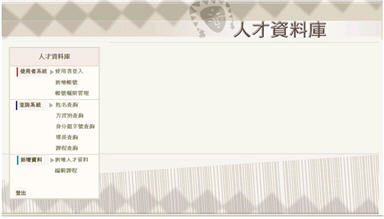 人才資料庫
人才資料庫
使用者系統 ▶ 使用者登入
新增帳號
帳號權限管理
查詢系統 ▶ 姓名查詢
方言別查詢
身分證字號查詢
專長查詢
課程查詢
新增資料 ▶ 新增人才資料
編輯課程
登出